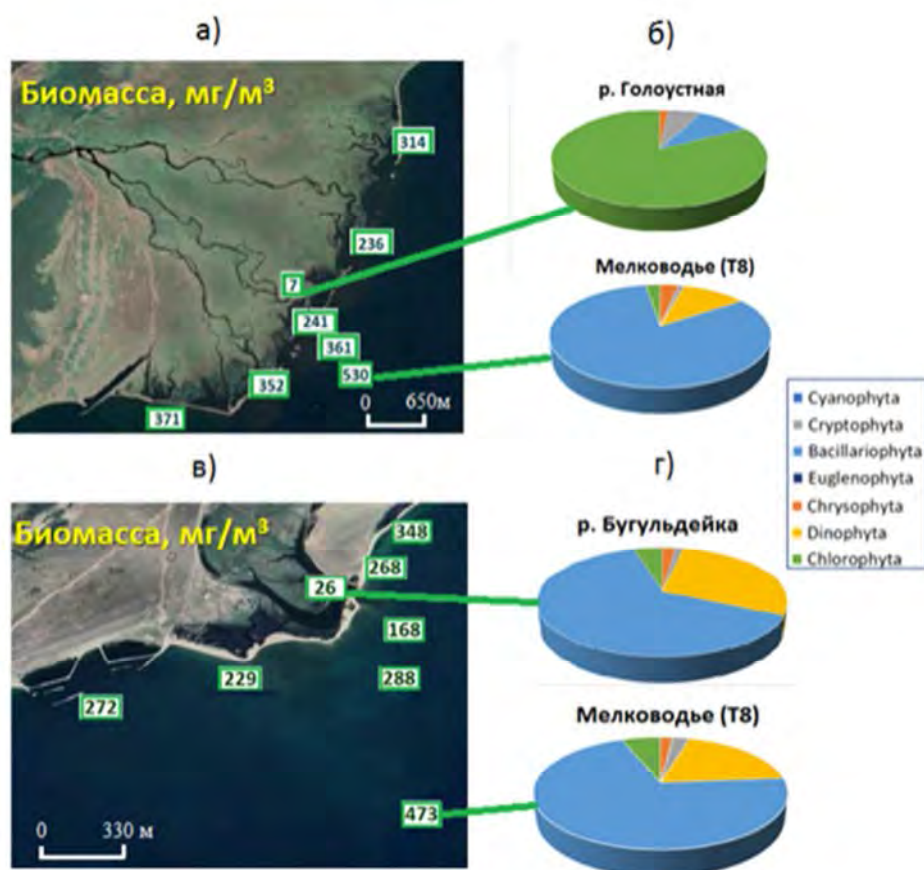 а)
Биомасса, мг/м³
314
236
7
241
361
530
352
371
0 650м
б)
р. Голоустная
Мелководье (Т8)
Cyanophyta
Cryptophyta
Bacillariophyta
Euglenophyta
Chrysophyta
Dinophyta
Chlorophyta
в)
Биомасса, мг/м³
348
268
26
168
229
288
272
473
0 330 м
г)
р. Бугульдейка
Мелководье (Т8)